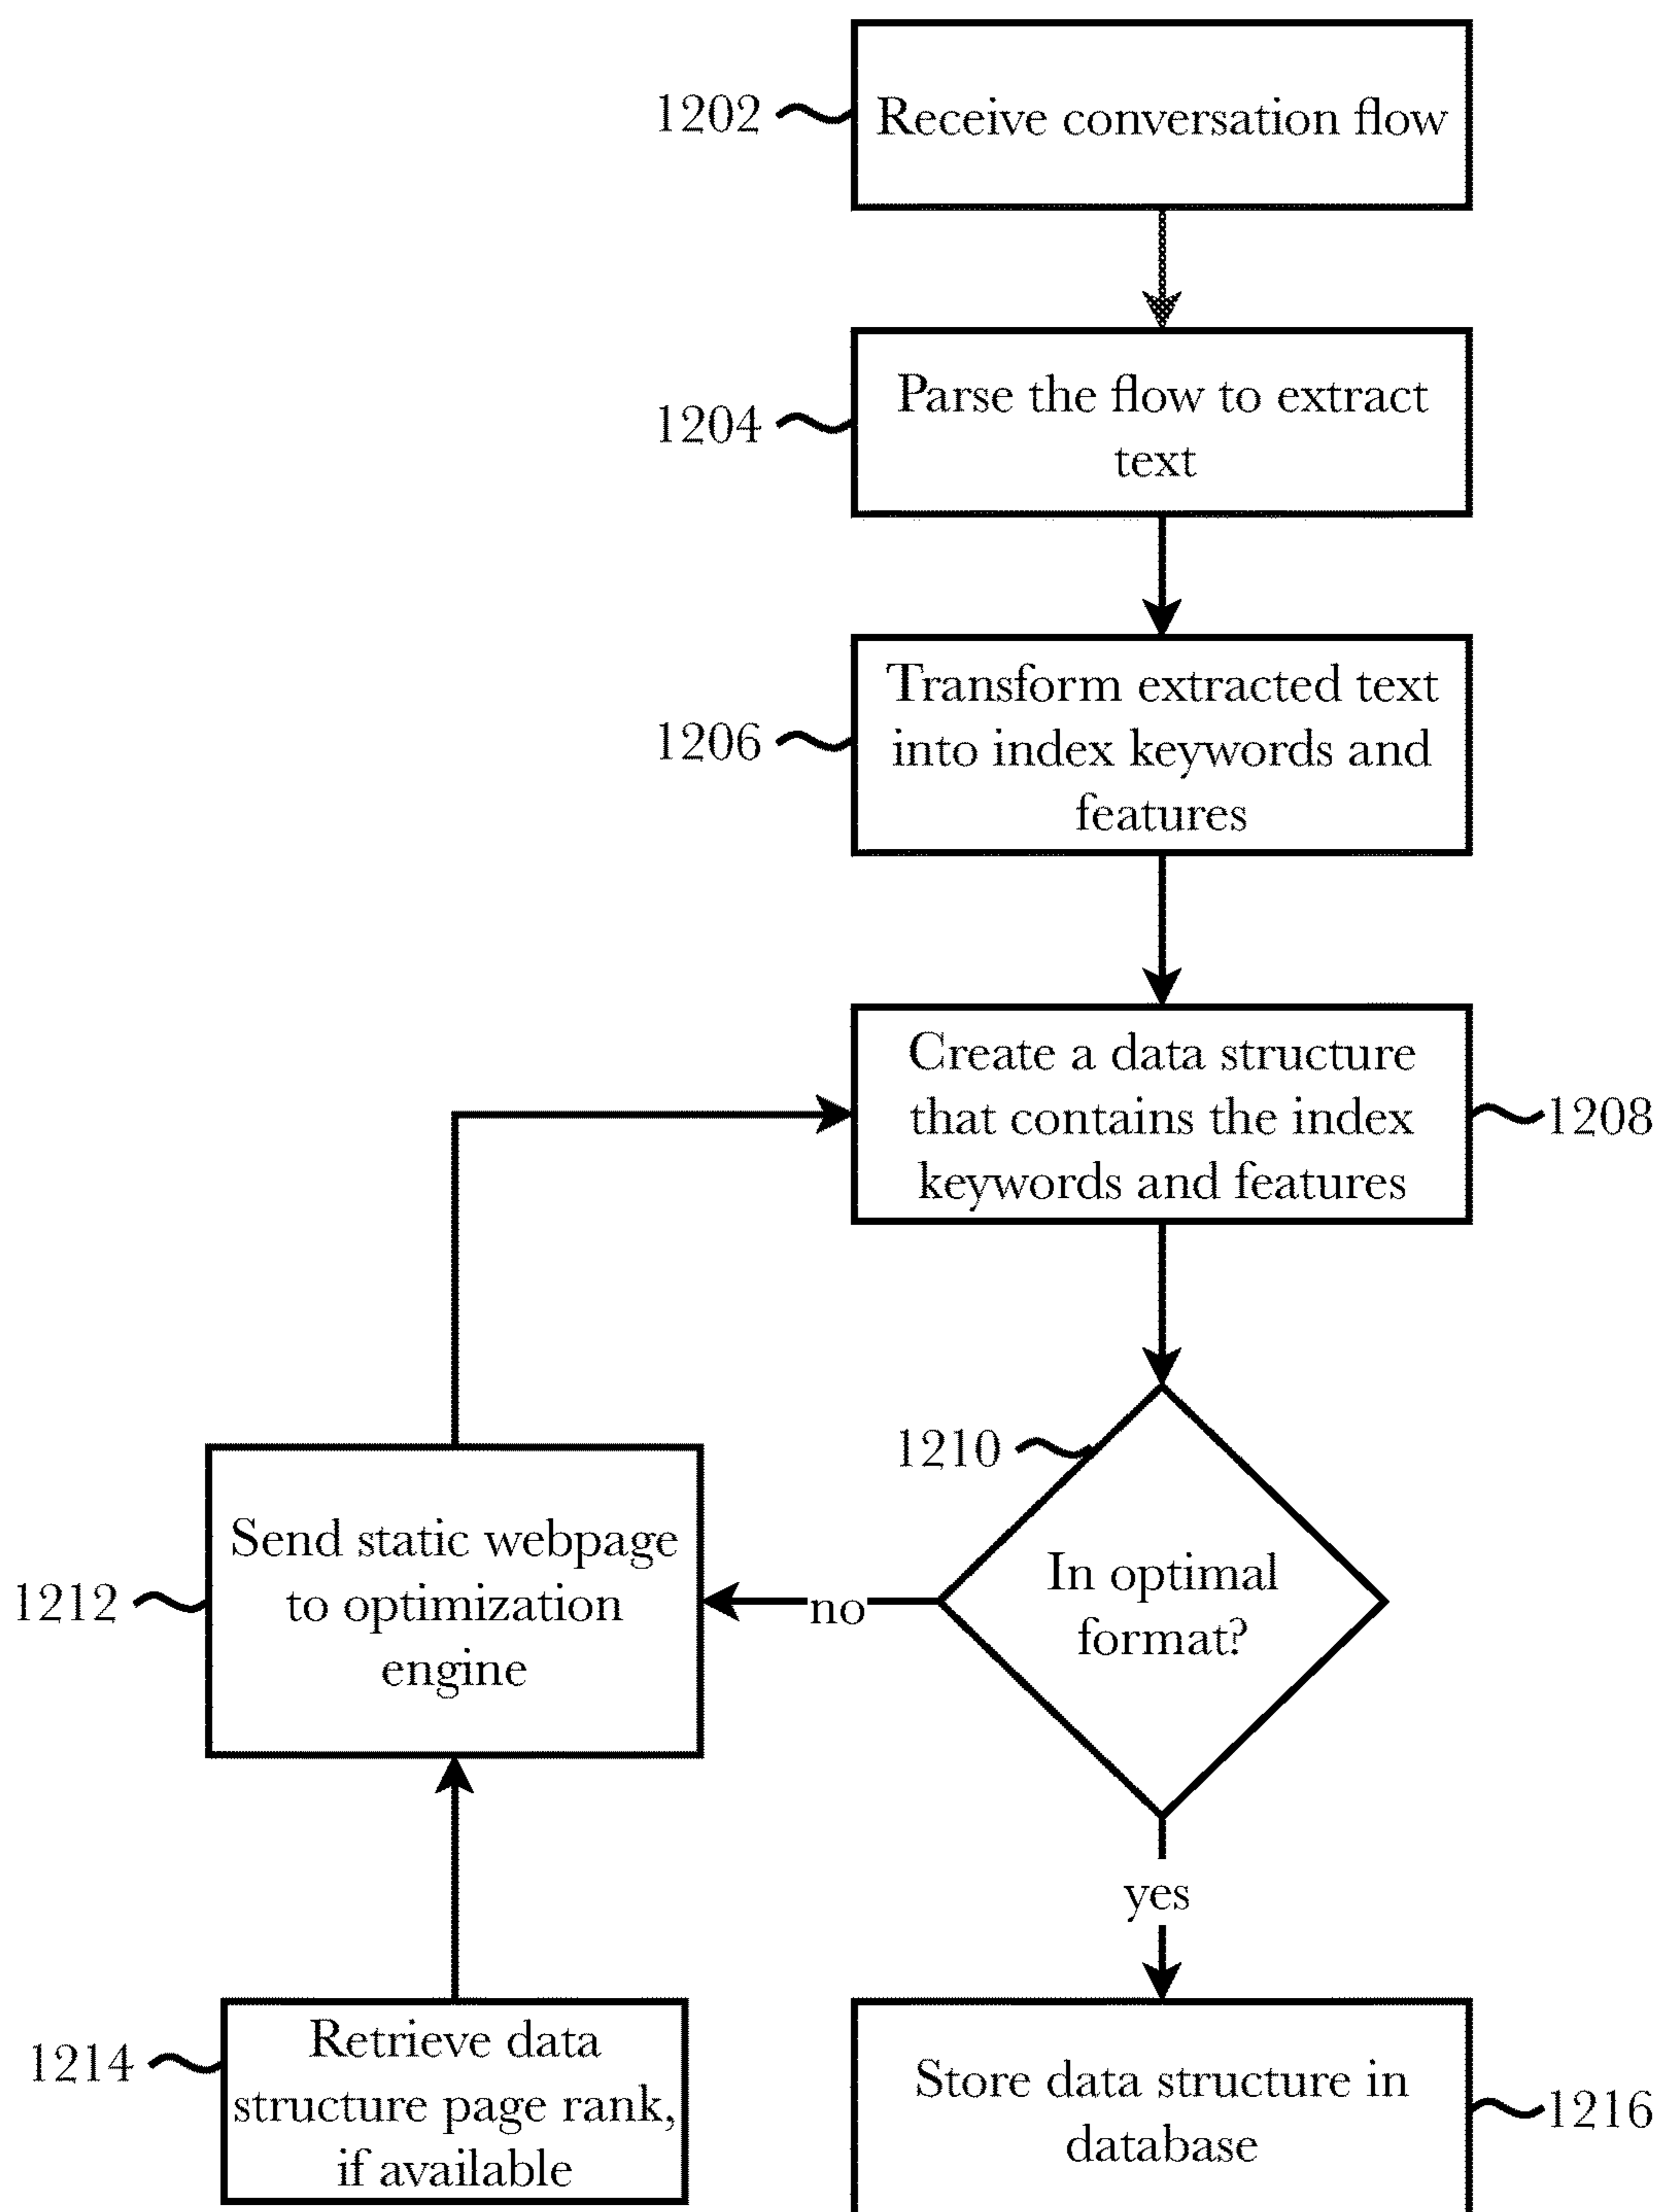 1202
Receive conversation flow
1204
Parse the flow to extract
text
1206
Transform extracted text
into index keywords and
features
Create a data structure
that contains the index
keywords and features
1208
1210
In optimal
format?
no
1212
Send static webpage
to optimization
engine
yes
1214
Retrieve data
structure page rank,
if available
Store data structure in
database
1216